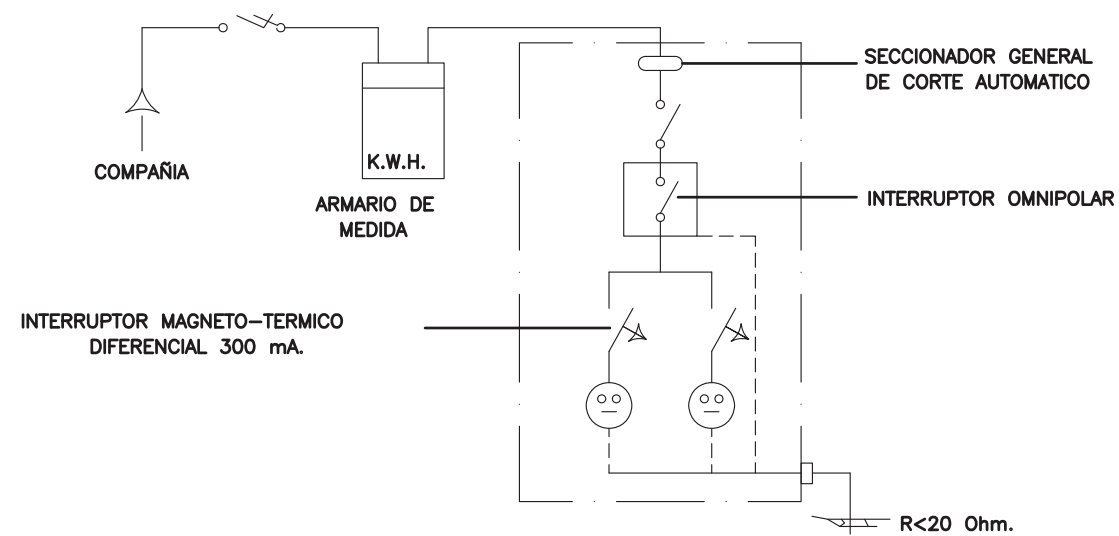 SECCIONADOR GENERAL
DE CORTE AUTOMATICO
COMPAÑIA
K.W.H.
ARMARIO DE
MEDIDA
INTERRUPTOR OMNIPOLAR
INTERRUPTOR MAGNETO-TERMICO
DIFERENCIAL 300 mA.
R<20 Ohm.